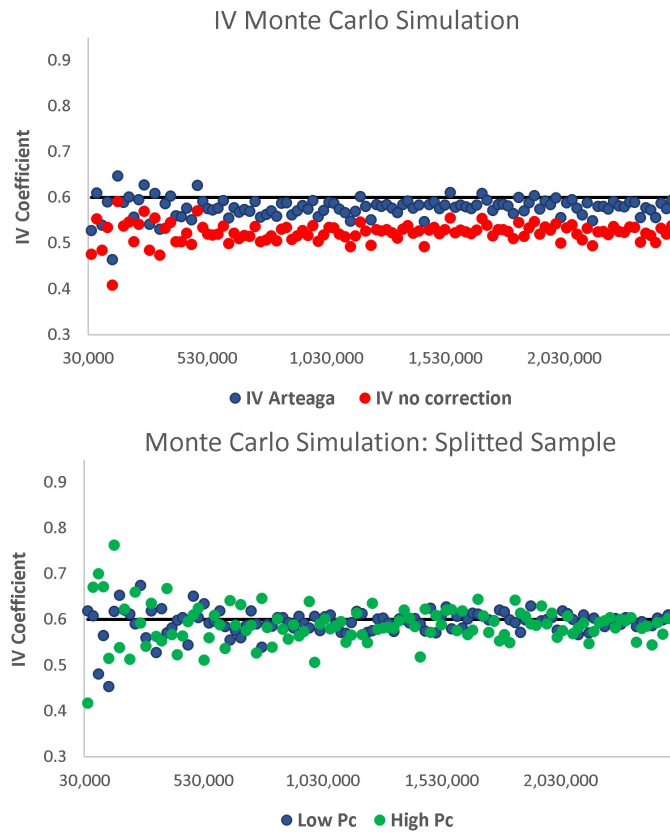 IV Monte Carlo Simulation
0.9
0.8
0.7
0.6
0.5
0.4
0.3
IV Coefficient
30,000 530,000 1,030,000 1,530,000 2,030,000
IV Arteaga IV no correction
Monte Carlo Simulation: Splitted Sample
0.9
0.8
0.7
0.6
0.5
0.4
0.3
IV Coefficient
30,000 530,000 1,030,000 1,530,000 2,030,000
Low Pc High Pc